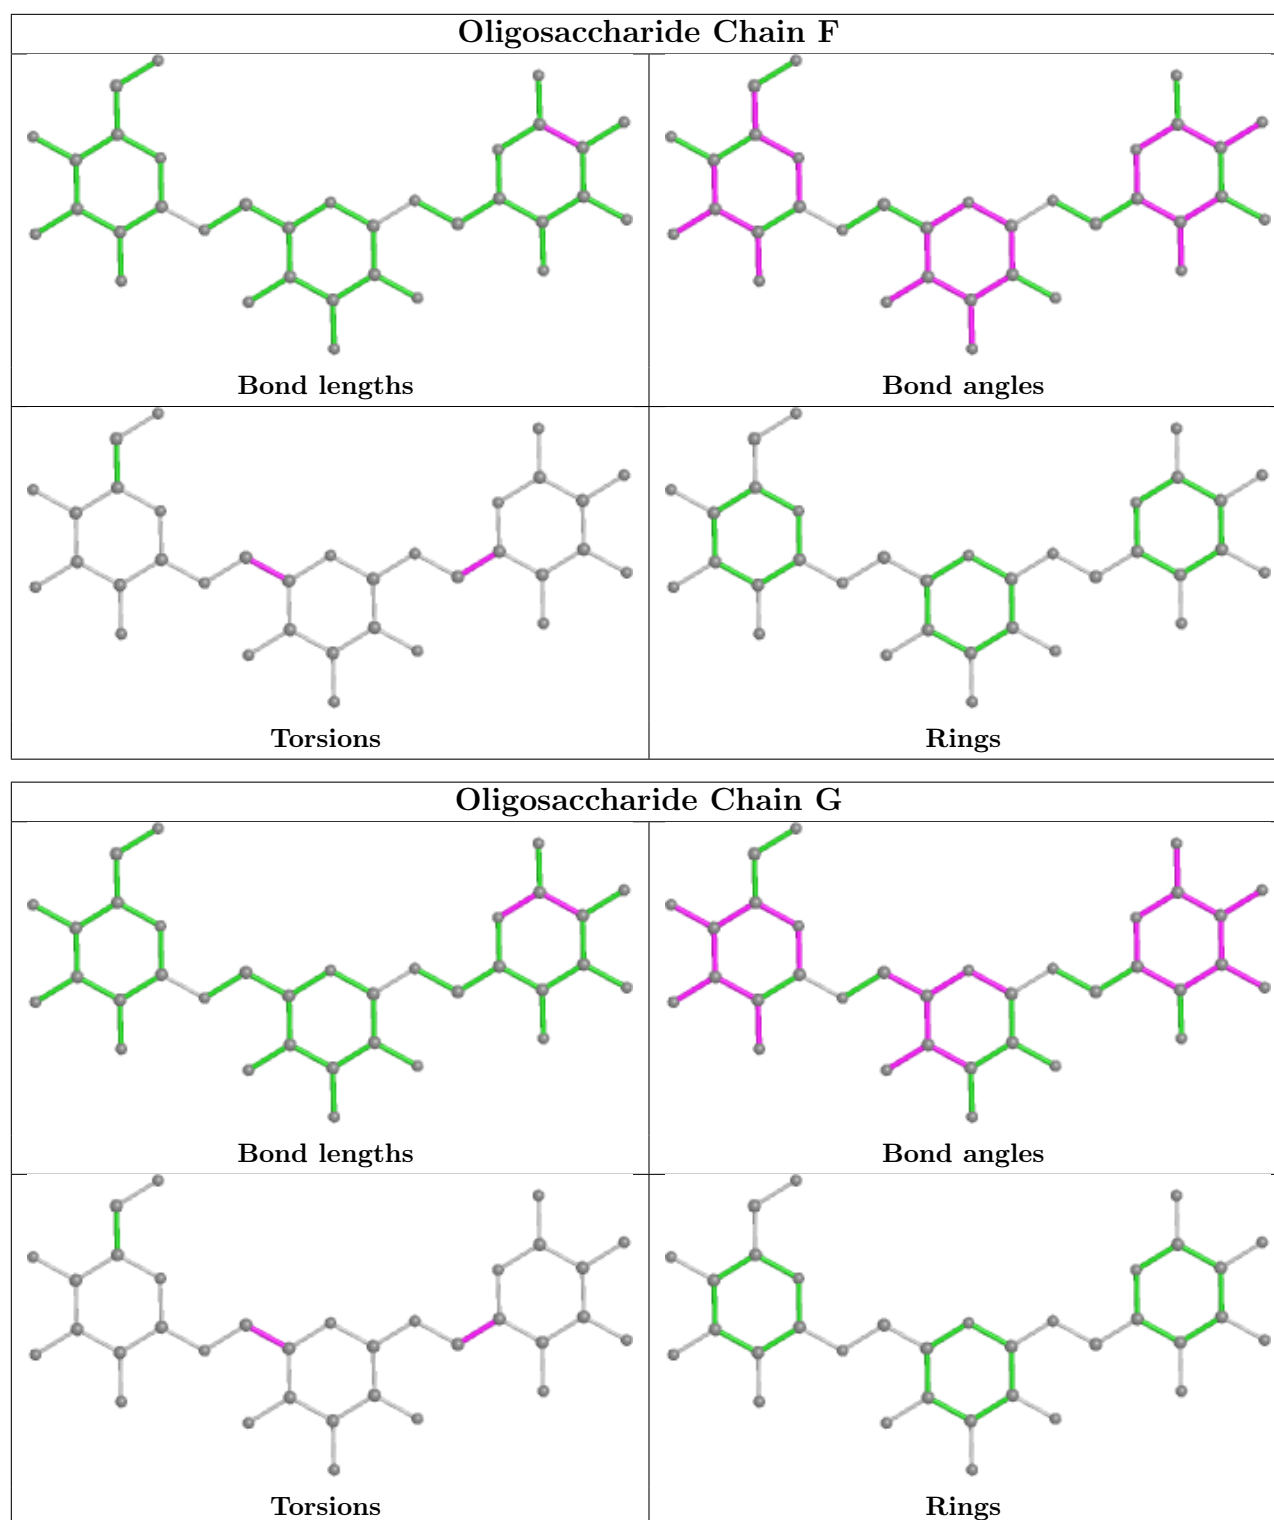 Oligosaccharide Chain F
Bond lengths
Bond angles
Torsions
Rings
Oligosaccharide Chain G
Bond lengths
Bond angles
Torsions
Rings